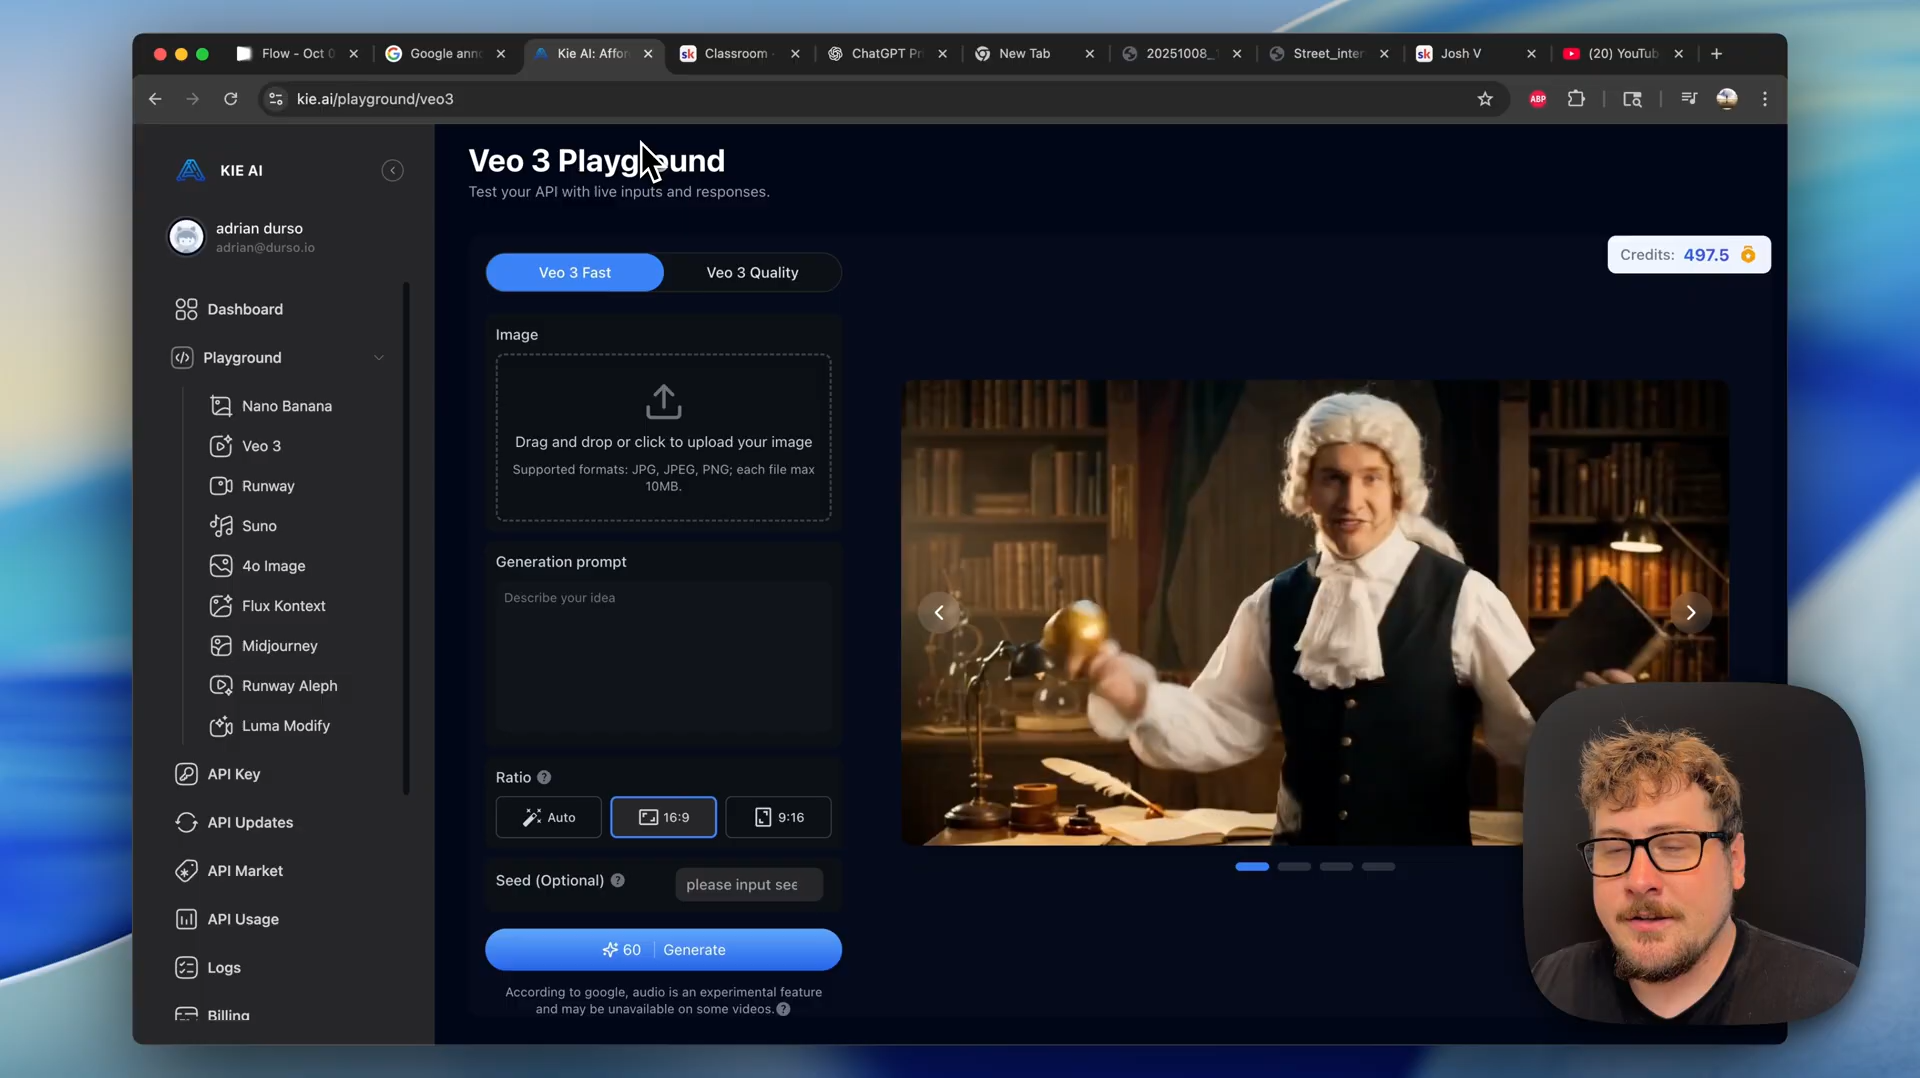 Flow - Oct 0
Google anno
Kie AI: Affor
Classroom -
ChatGPT Pr
New Tab
20251008_
Street_inter
Josh V
(20) YouTub
kie.ai/playground/veo3
ABP
KIE AI
adrian durso
adrian@durso.io
Dashboard
Playground
Nano Banana
Veo 3
Runway
Suno
4o Image
Flux Kontext
Midjourney
Runway Aleph
Luma Modify
API Key
API Updates
API Market
API Usage
Logs
Billing
Veo 3 Playground
Test your API with live inputs and responses.
Credits: 497.5
Veo 3 Fast
Veo 3 Quality
Image
Drag and drop or click to upload your image
Supported formats: JPG, JPEG, PNG; each file max
10MB.
Generation prompt
Describe your idea
Ratio
Auto
16:9
9:16
Seed (Optional)
please input see
60 | Generate
According to google, audio is an experimental feature
and may be unavailable on some videos.